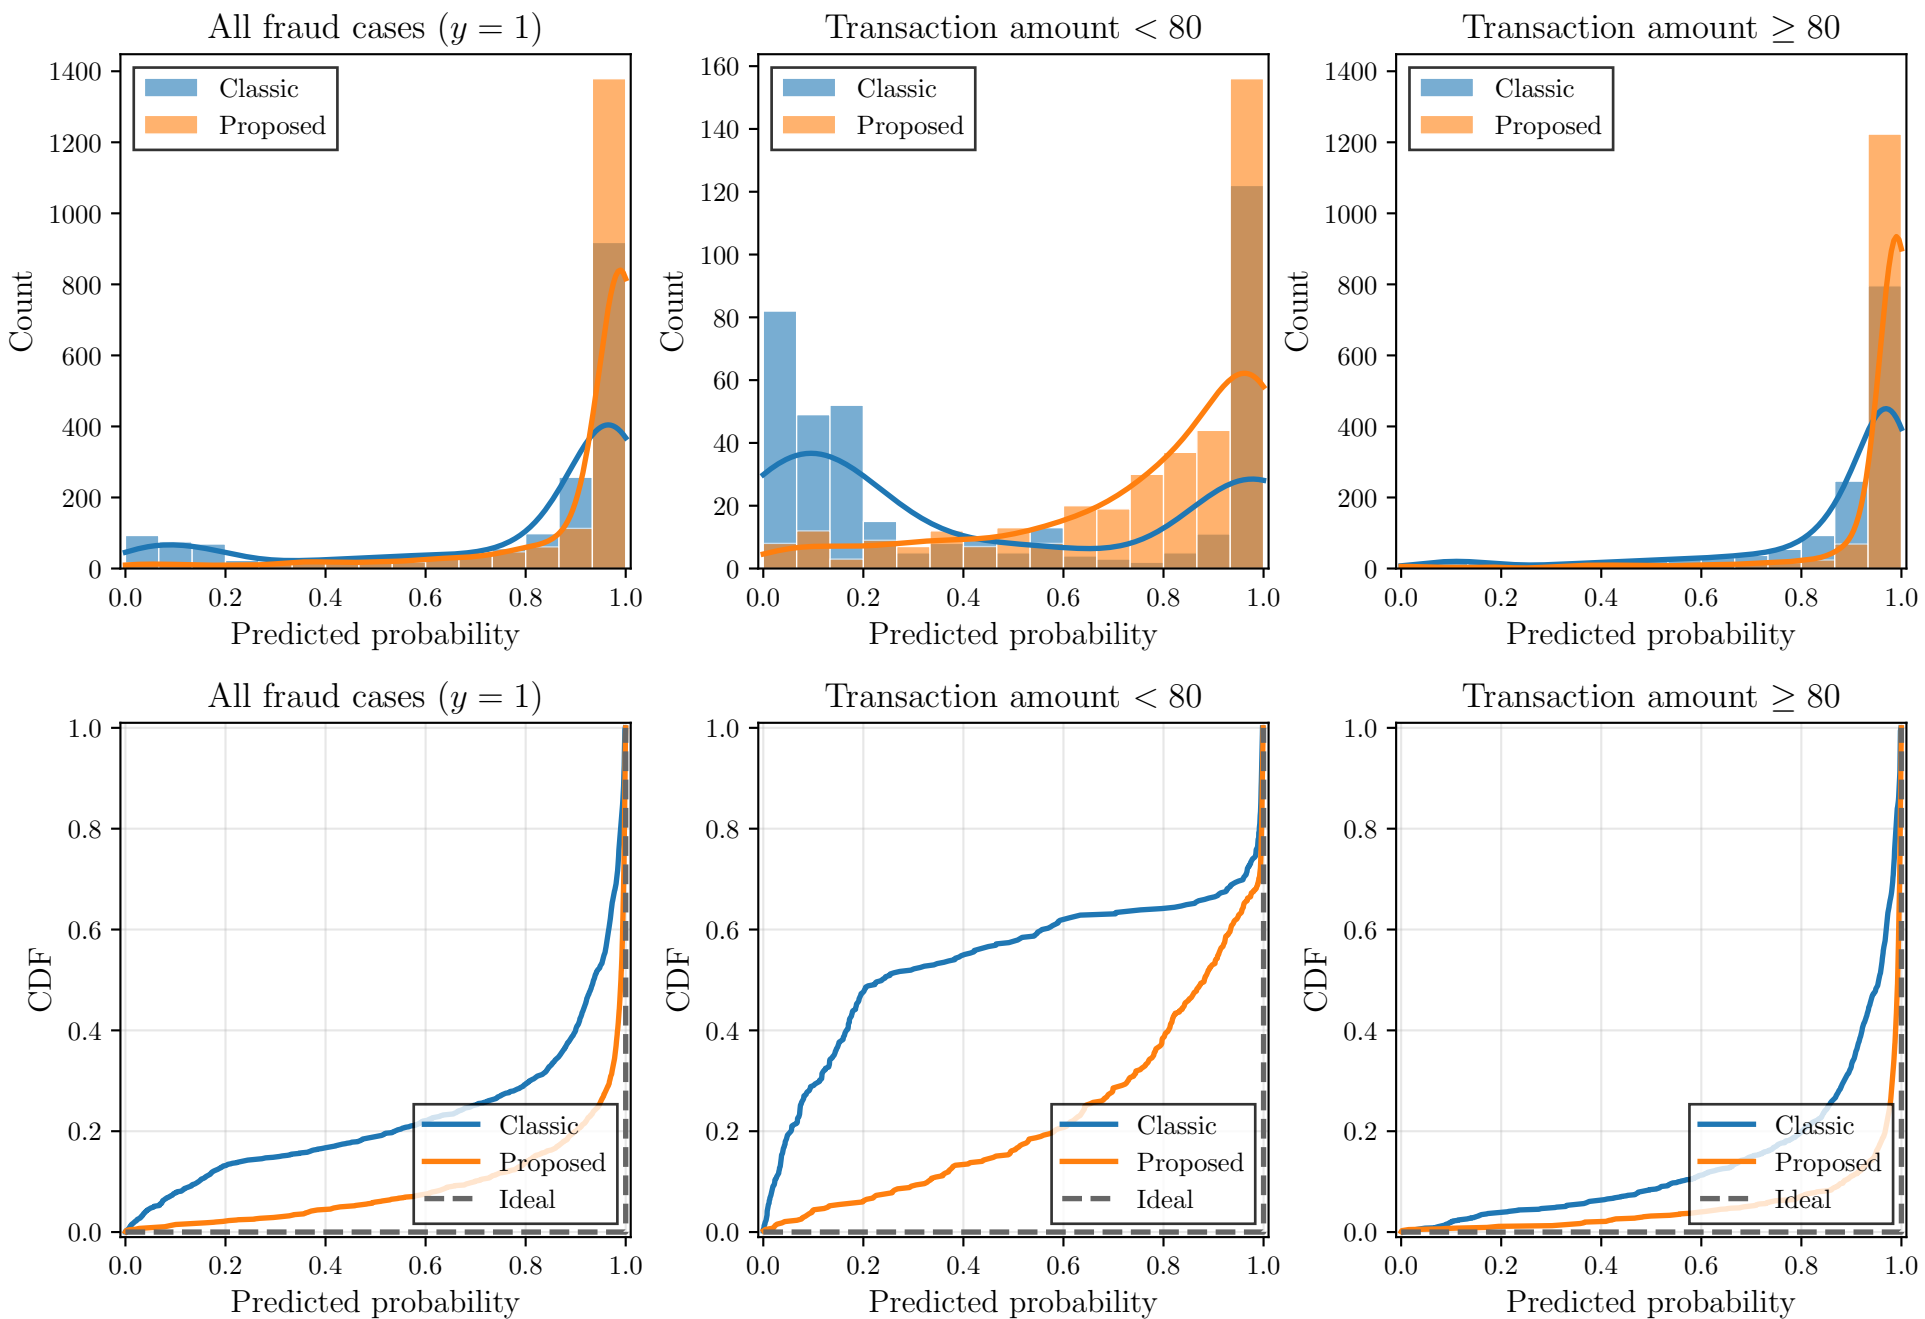 All fraud cases (y = 1)
Count
1400
1200
1000
800
600
400
200
0
Classic
Proposed
0.0 0.2 0.4 0.6 0.8 1.0
Predicted probability
Transaction amount < 80
Count
160
140
120
100
80
60
40
20
0
Classic
Proposed
0.0 0.2 0.4 0.6 0.8 1.0
Predicted probability
Transaction amount ≥ 80
Count
1400
1200
1000
800
600
400
200
0
Classic
Proposed
0.0 0.2 0.4 0.6 0.8 1.0
Predicted probability
All fraud cases (y = 1)
CDF
1.0
0.8
0.6
0.4
0.2
0.0
Classic
Proposed
Ideal
0.0 0.2 0.4 0.6 0.8 1.0
Predicted probability
Transaction amount < 80
CDF
1.0
0.8
0.6
0.4
0.2
0.0
Classic
Proposed
Ideal
0.0 0.2 0.4 0.6 0.8 1.0
Predicted probability
Transaction amount ≥ 80
CDF
1.0
0.8
0.6
0.4
0.2
0.0
Classic
Proposed
Ideal
0.0 0.2 0.4 0.6 0.8 1.0
Predicted probability